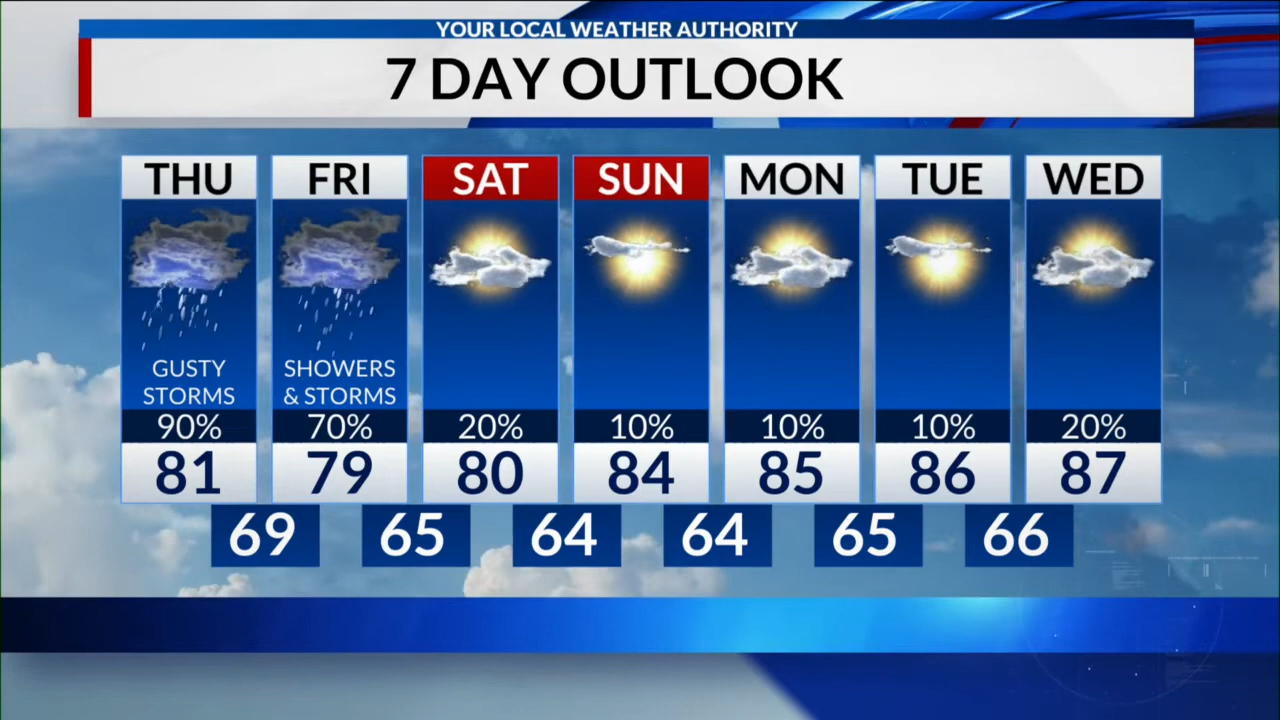 YOUR LOCAL WEATHER AUTHORITY
7 DAY OUTLOOK
THU FRI SAT SUN MON TUE WED
GUSTY SHOWERS
STORMS & STORMS
90% 70% 20% 10% 10% 10% 20%
81 79 80 84 85 86 87
69 65 64 64 65 66